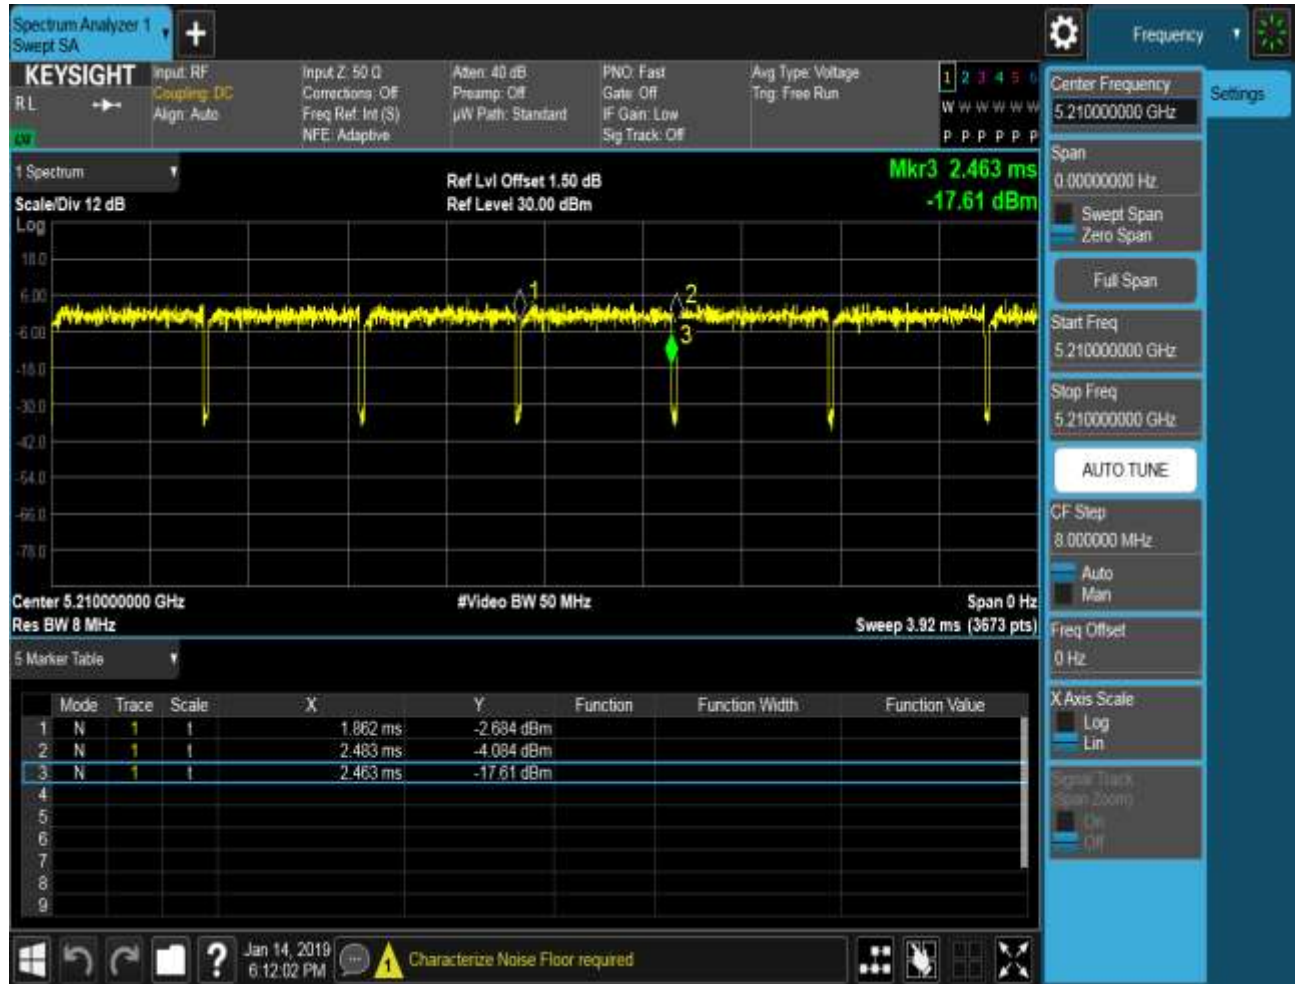 Spectrum Analyzer 1
Swept SA
+
Frequency
KEYSIGHT
RL
Input: RF
Coupling: DC
Align: Auto
Input Z: 50 Ω
Corrections: Off
Freq Ref: Int (S)
NFE: Adaptive
Atten: 40 dB
Preamp: Off
µW Path: Standard
PNO: Fast
Gate: Off
IF Gain: Low
Sig Track: Off
Avg Type: Voltage
Trig: Free Run
1 2 3 4 5 6
W W W W W W
P P P P P P
1 Spectrum
Scale/Div 12 dB
Ref Lvl Offset 1.50 dB
Ref Level 30.00 dBm
Mkr3 2.463 ms
-17.61 dBm
Log
18.0
6.00
-6.00
-18.0
-30.0
-42.0
-54.0
-66.0
-78.0
1
2
3
Center 5.210000000 GHz
Res BW 8 MHz
#Video BW 50 MHz
Span 0 Hz
Sweep 3.92 ms (3673 pts)
5 Marker Table
Mode Trace Scale X Y Function Function Width Function Value
1 N 1 t 1.862 ms -2.684 dBm
2 N 1 t 2.483 ms -4.084 dBm
3 N 1 t 2.463 ms -17.61 dBm
4
5
6
7
8
9
Center Frequency
5.210000000 GHz
Settings
Span
0.00000000 Hz
Swept Span
Zero Span
Full Span
Start Freq
5.210000000 GHz
Stop Freq
5.210000000 GHz
AUTO TUNE
CF Step
8.000000 MHz
Auto
Man
Freq Offset
0 Hz
X Axis Scale
Log
Lin
Signal Track
(Span Zoom)
On
Off
?
Jan 14, 2019
6:12:02 PM
1
Characterize Noise Floor required